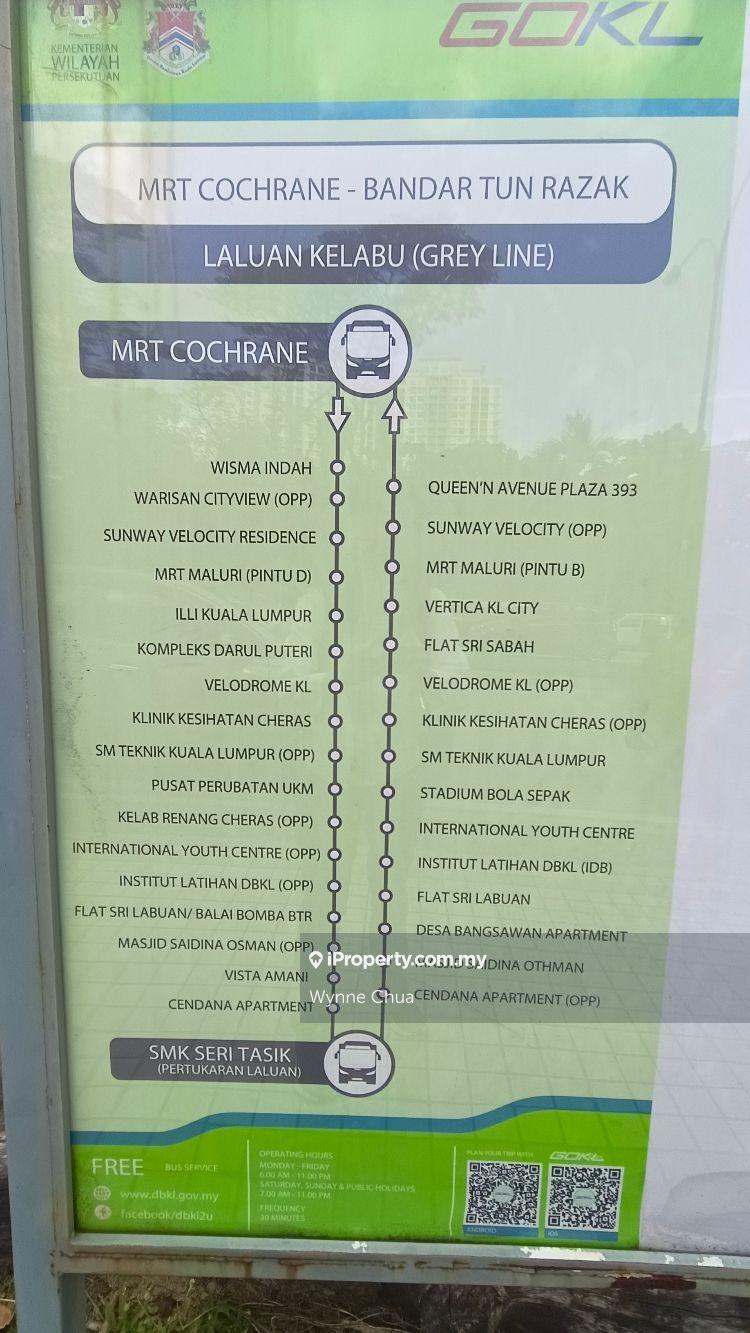 KEMENTERIAN
WILAYAH
PERSEKUTUAN
GOKL
MRT COCHRANE - BANDAR TUN RAZAK
LALUAN KELABU (GREY LINE)
MRT COCHRANE
WISMA INDAH
WARISAN CITYVIEW (OPP)
SUNWAY VELOCITY RESIDENCE
MRT MALURI (PINTU D)
ILLI KUALA LUMPUR
KOMPLEKS DARUL PUTERI
VELODROME KL
KLINIK KESIHATAN CHERAS
SM TEKNIK KUALA LUMPUR (OPP)
PUSAT PERUBATAN UKM
KELAB RENANG CHERAS (OPP)
INTERNATIONAL YOUTH CENTRE (OPP)
INSTITUT LATIHAN DBKL (OPP)
FLAT SRI LABUAN/ BALAI BOMBA BTR
MASJID SAIDINA OSMAN (OPP)
VISTA AMANI
CENDANA APARTMENT
QUEEN'N AVENUE PLAZA 393
SUNWAY VELOCITY (OPP)
MRT MALURI (PINTU B)
VERTICA KL CITY
FLAT SRI SABAH
VELODROME KL (OPP)
KLINIK KESIHATAN CHERAS (OPP)
SM TEKNIK KUALA LUMPUR
STADIUM BOLA SEPAK
INTERNATIONAL YOUTH CENTRE
INSTITUT LATIHAN DBKL (IDB)
FLAT SRI LABUAN
DESA BANGSAWAN APARTMENT
MASJID SAIDINA OTHMAN
CENDANA APARTMENT (OPP)
iProperty.com.my
Wynne Chua
SMK SERI TASIK
(PERTUKARAN LALUAN)
FREE BUS SERVICE
www.dbkl.gov.my
facebook/dbkl2u
OPERATING HOURS
MONDAY - FRIDAY
6.00 AM - 11.00 PM
SATURDAY, SUNDAY & PUBLIC HOLIDAYS
7.00 AM - 11.00 PM
FREQUENCY
30 MINUTES
PLAN YOUR TRIP WITH GOKL
ANDROID
iOS